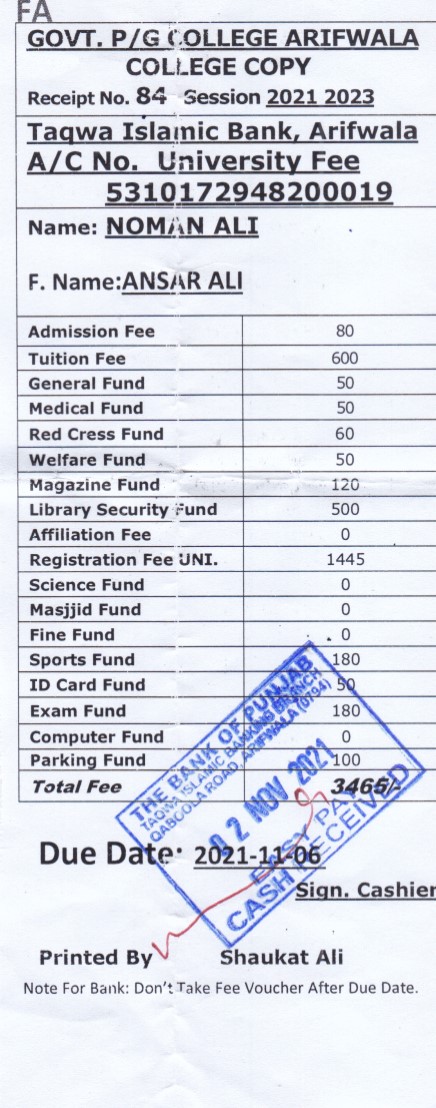 FA
GOVT. P/G COLLEGE ARIFWALA
COLLEGE COPY
Receipt No. 84 Session 2021 2023
Taqwa Islamic Bank, Arifwala
A/C No. University Fee
5310172948200019
Name: NOMAN ALI
F. Name:ANSAR ALI
Admission Fee 80
Tuition Fee 600
General Fund 50
Medical Fund 50
Red Cress Fund 60
Welfare Fund 50
Magazine Fund 120
Library Security Fund 500
Affiliation Fee 0
Registration Fee UNI. 1445
Science Fund 0
Masjjid Fund 0
Fine Fund 0
Sports Fund 180
ID Card Fund 50
Exam Fund 180
Computer Fund 0
Parking Fund 100
Total Fee 3465/-
THE BANK OF PUNJAB
TAQWA ISLAMIC BANKING BRANCH
QABOOLA ROAD, ARIFWALA (0794)
02 NOV 2021
EASY PAY
CASH RECEIVED
Due Date: 2021-11-06
Sign. Cashier
Printed By Shaukat Ali
Note For Bank: Don't Take Fee Voucher After Due Date.